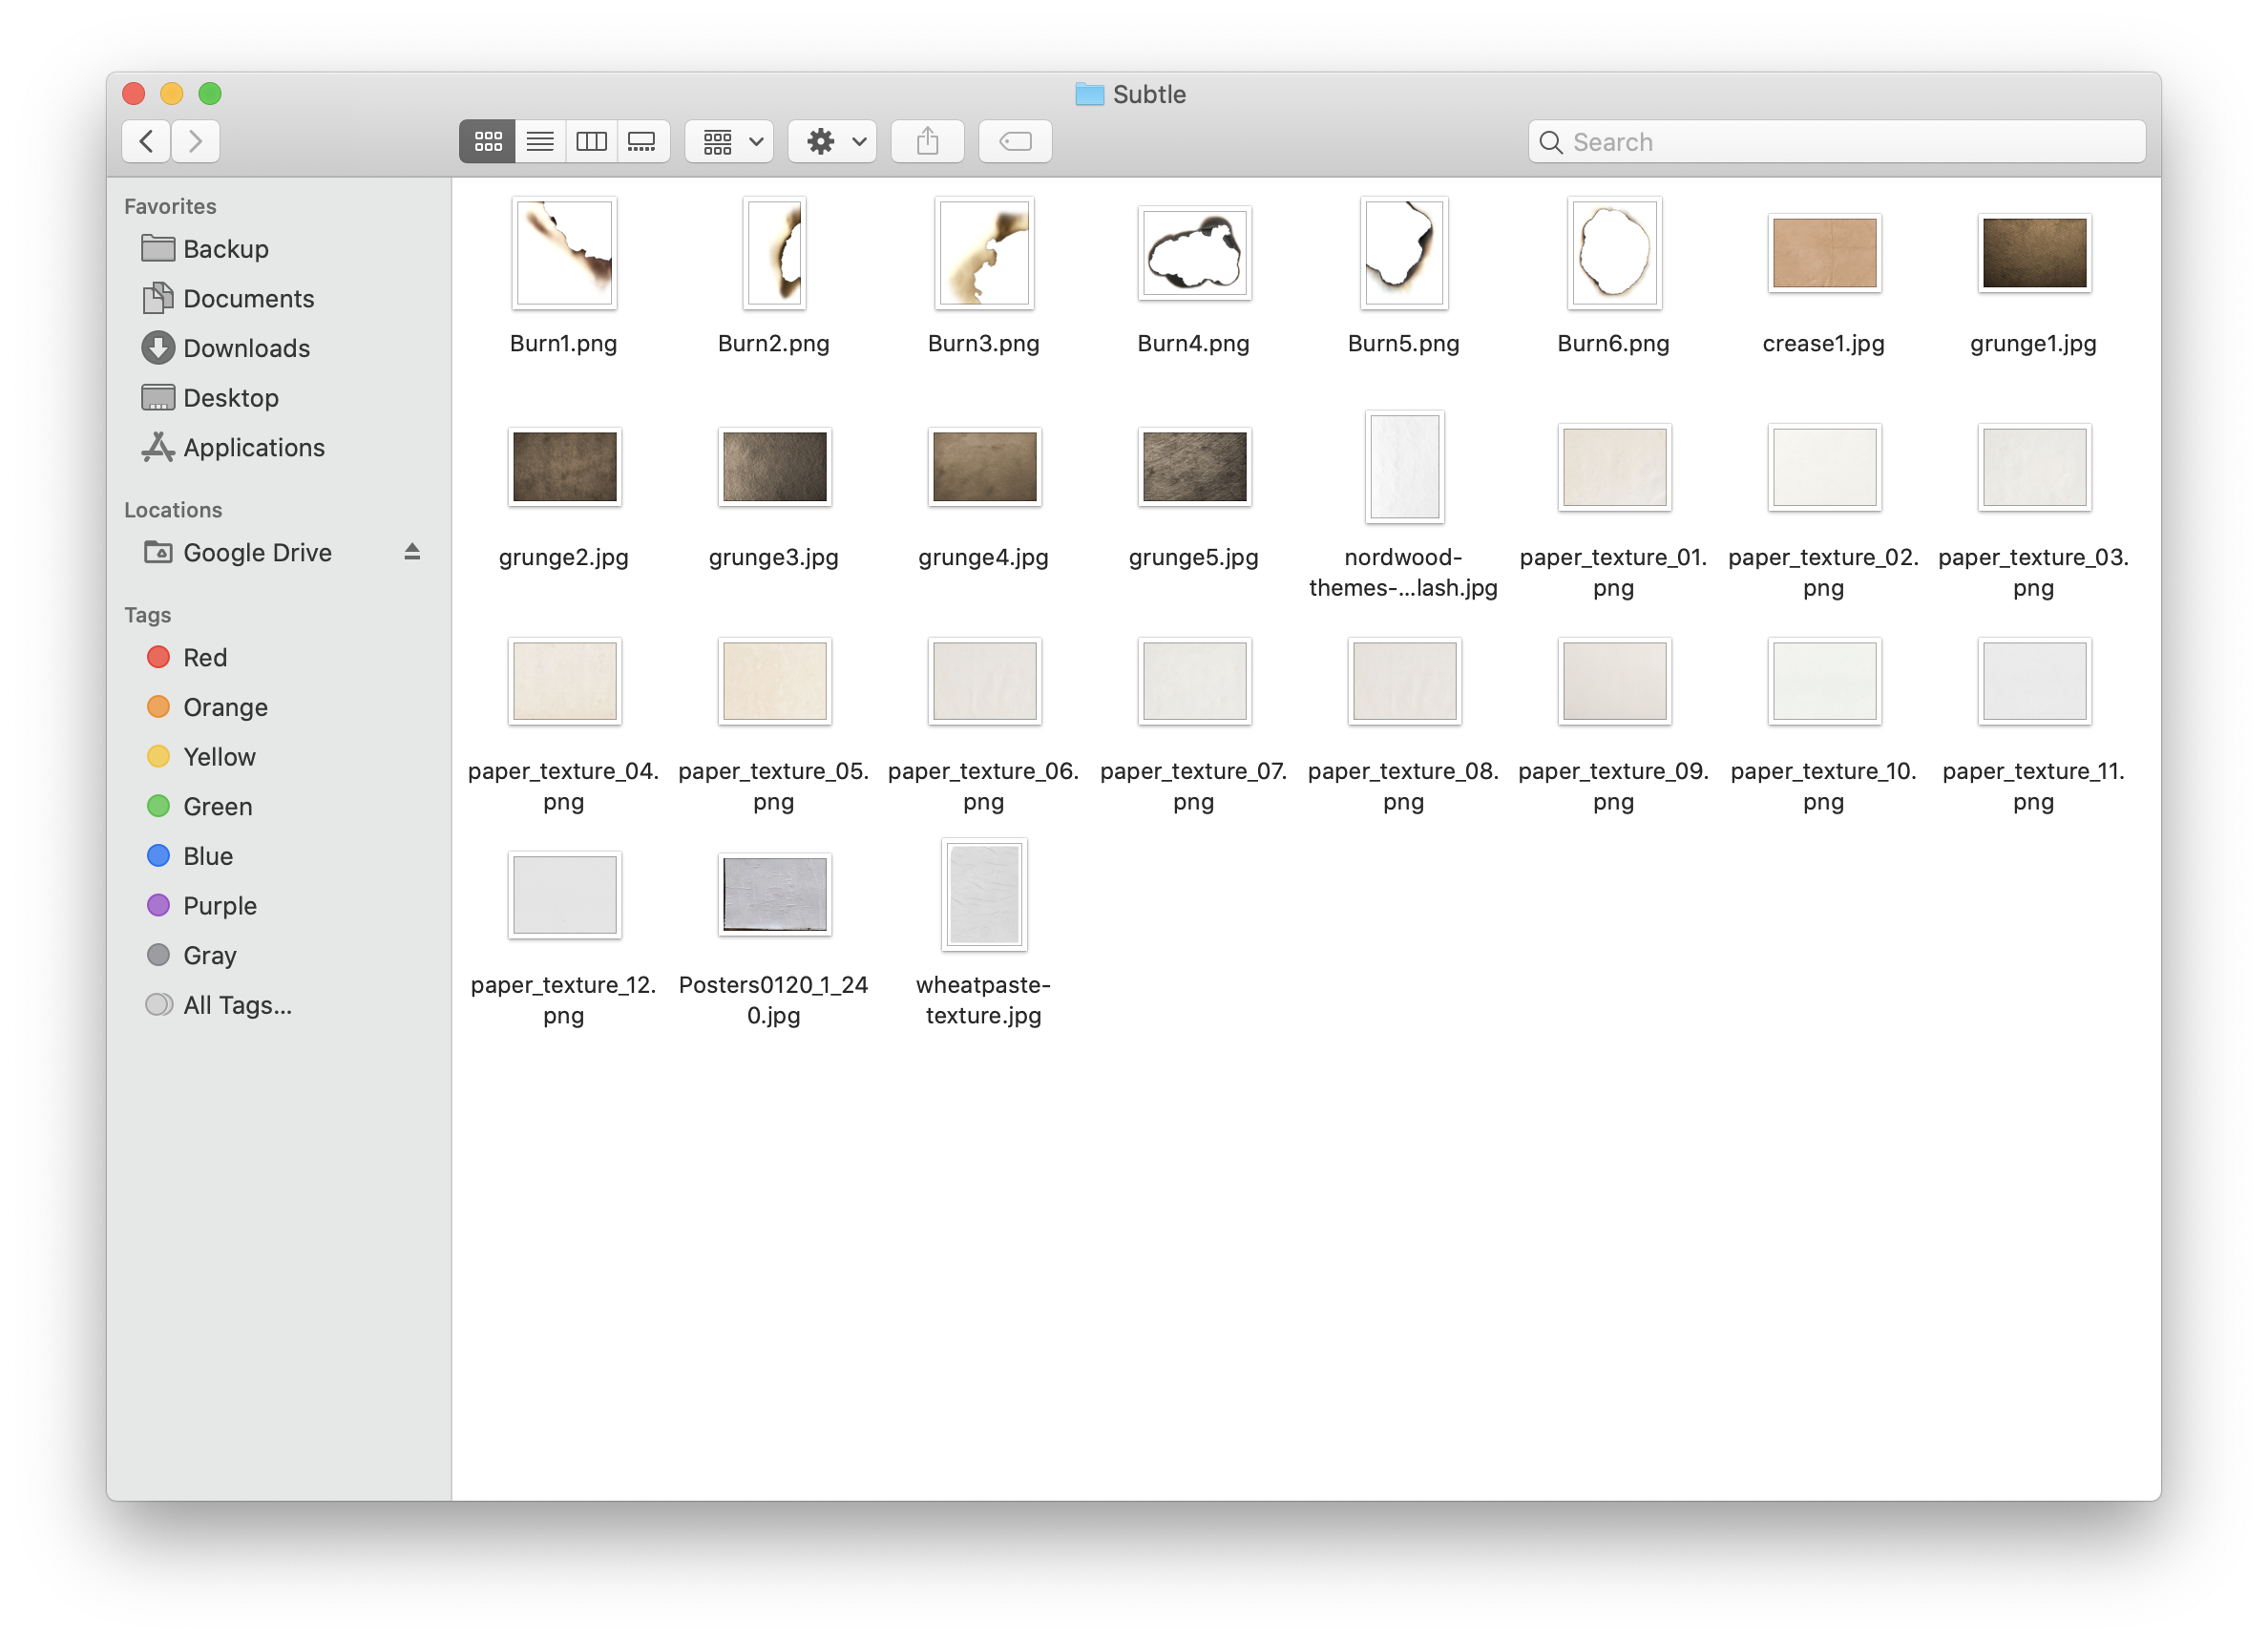 Subtle
Search
Favorites
Backup
Documents
Downloads
Desktop
Applications
Locations
Google Drive
Tags
Red
Orange
Yellow
Green
Blue
Purple
Gray
All Tags...
Burn1.png
Burn2.png
Burn3.png
Burn4.png
Burn5.png
Burn6.png
crease1.jpg
grunge1.jpg
grunge2.jpg
grunge3.jpg
grunge4.jpg
grunge5.jpg
nordwood-
themes-...lash.jpg
paper_texture_01.
png
paper_texture_02.
png
paper_texture_03.
png
paper_texture_04.
png
paper_texture_05.
png
paper_texture_06.
png
paper_texture_07.
png
paper_texture_08.
png
paper_texture_09.
png
paper_texture_10.
png
paper_texture_11.
png
paper_texture_12.
png
Posters0120_1_24
0.jpg
wheatpaste-
texture.jpg